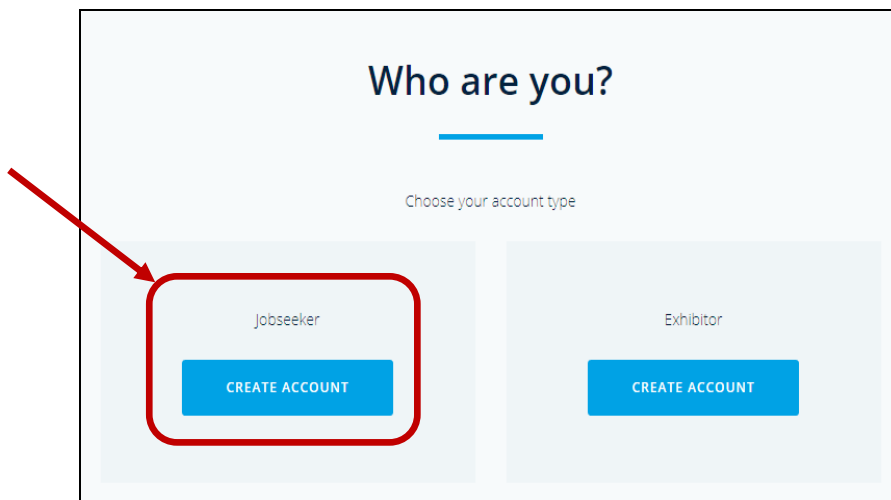 Who are you?
Choose your account type
Jobseeker
CREATE ACCOUNT
Exhibitor
CREATE ACCOUNT